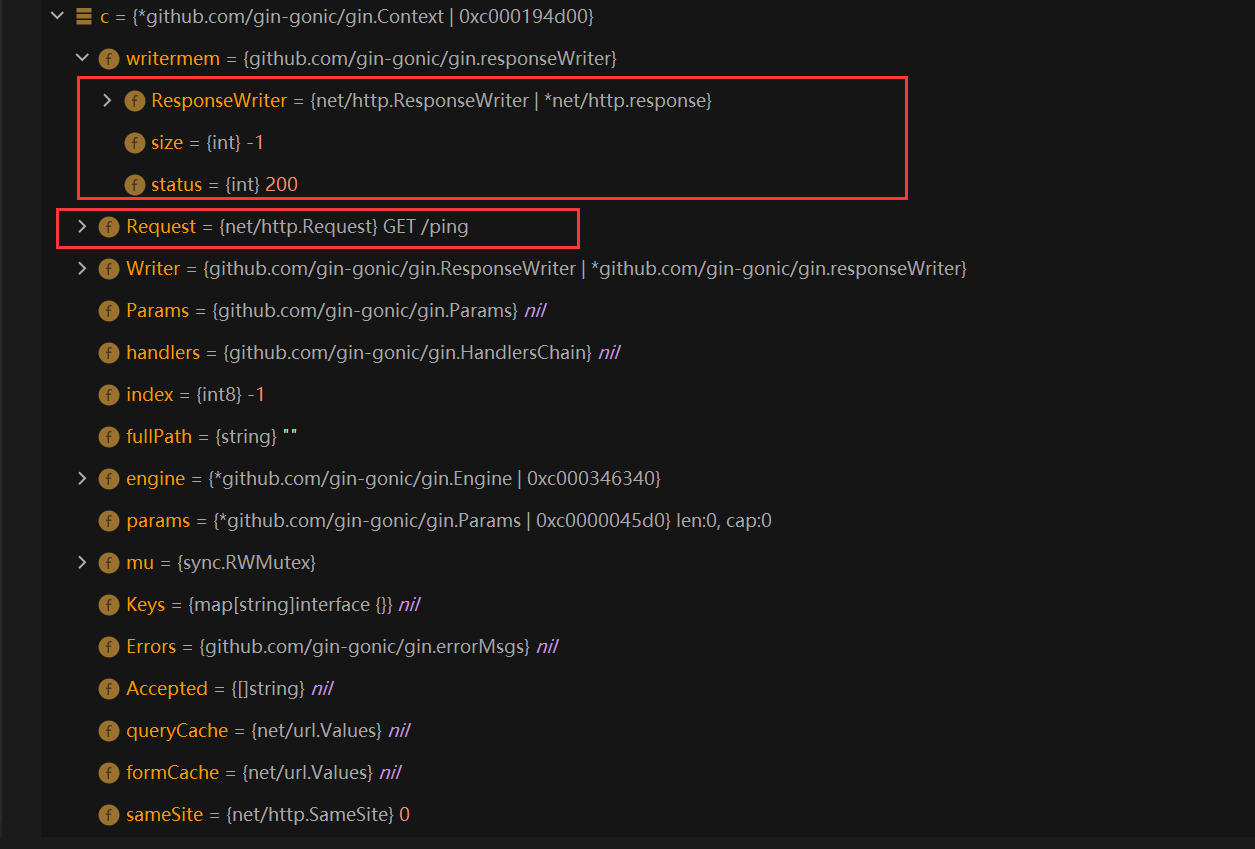 c = {*github.com/gin-gonic/gin.Context | 0xc000194d00}
f writermem = {github.com/gin-gonic/gin.responseWriter}
f ResponseWriter = {net/http.ResponseWriter | *net/http.response}
f size = {int} -1
f status = {int} 200
f Request = {net/http.Request} GET /ping
f Writer = {github.com/gin-gonic/gin.ResponseWriter | *github.com/gin-gonic/gin.responseWriter}
f Params = {github.com/gin-gonic/gin.Params} nil
f handlers = {github.com/gin-gonic/gin.HandlersChain} nil
f index = {int8} -1
f fullPath = {string} ""
f engine = {*github.com/gin-gonic/gin.Engine | 0xc000346340}
f params = {*github.com/gin-gonic/gin.Params | 0xc0000045d0} len:0, cap:0
f mu = {sync.RWMutex}
f Keys = {map[string]interface {}} nil
f Errors = {github.com/gin-gonic/gin.errorMsgs} nil
f Accepted = {[]string} nil
f queryCache = {net/url.Values} nil
f formCache = {net/url.Values} nil
f sameSite = {net/http.SameSite} 0